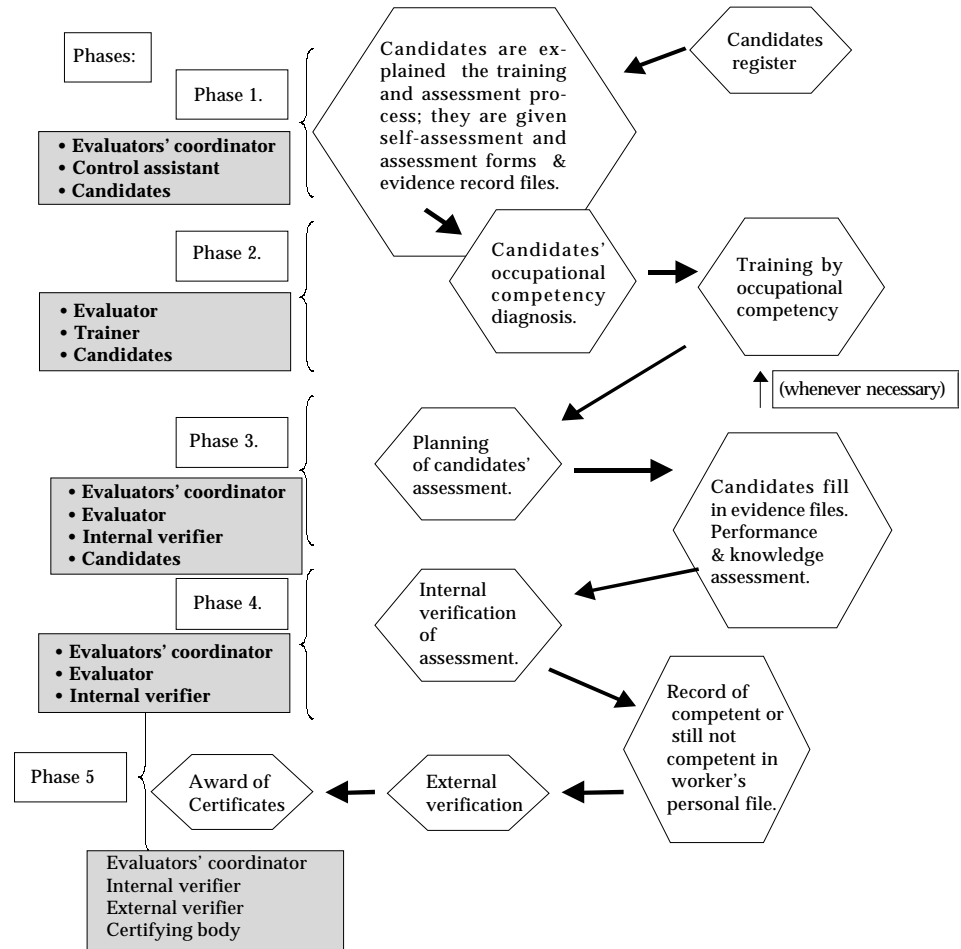 Phases:
Phase 1.
• Evaluators' coordinator
• Control assistant
• Candidates
Candidates are ex-
plained the training
and assessment pro-
cess; they are given
self-assessment and
assessment forms &
evidence record files.
Candidates
register
Phase 2.
• Evaluator
• Trainer
• Candidates
Candidates'
occupational
competency
diagnosis.
Training by
occupational
competency
(whenever necessary)
Phase 3.
• Evaluators' coordinator
• Evaluator
• Internal verifier
• Candidates
Planning
of candidates'
assessment.
Candidates fill
in evidence files.
Performance
& knowledge
assessment.
Phase 4.
• Evaluators' coordinator
• Evaluator
• Internal verifier
Internal
verification
of
assessment.
Record of
competent or
still not
competent in
worker's
personal file.
Phase 5
Award of
Certificates
External
verification
Evaluators' coordinator
Internal verifier
External verifier
Certifying body